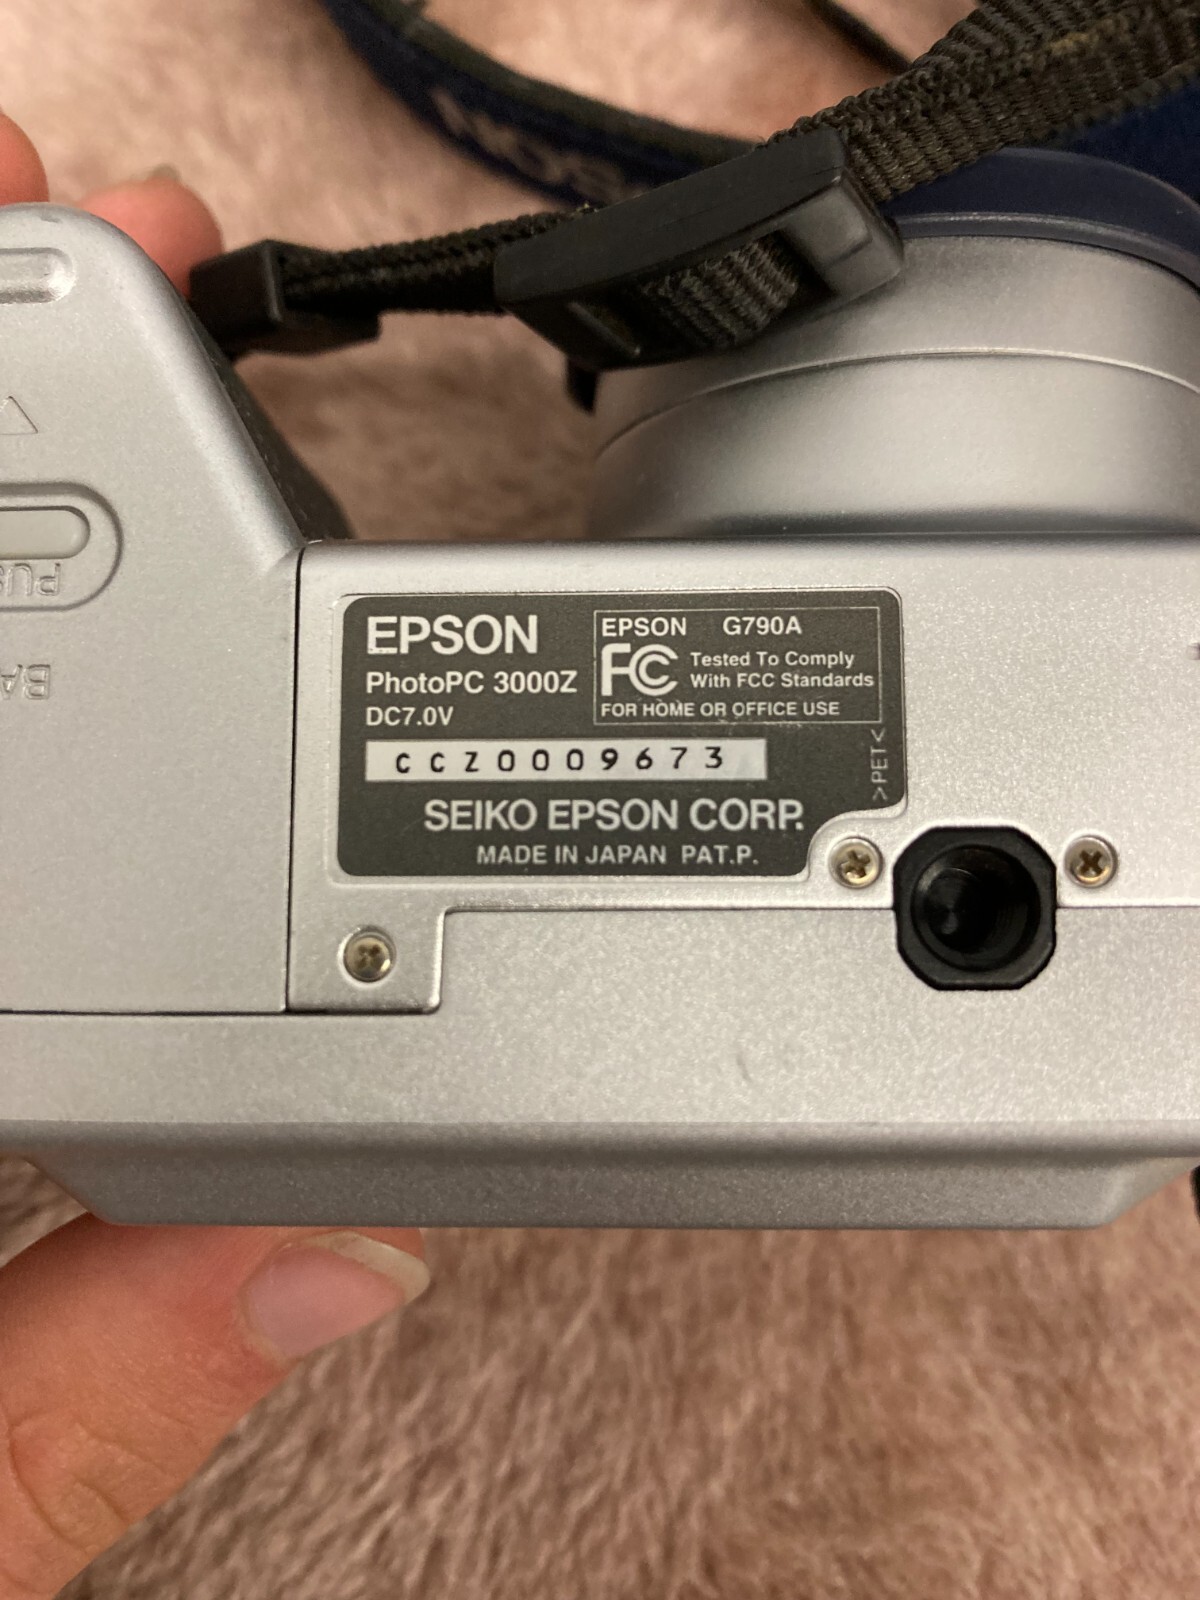 EPSON
EPSON
PhotoPC 3000Z
DC7.0V
EPSON G790A
FC Tested To Comply
With FCC Standards
FOR HOME OR OFFICE USE
>PET<
CCZ0009673
SEIKO EPSON CORP.
MADE IN JAPAN PAT.P.